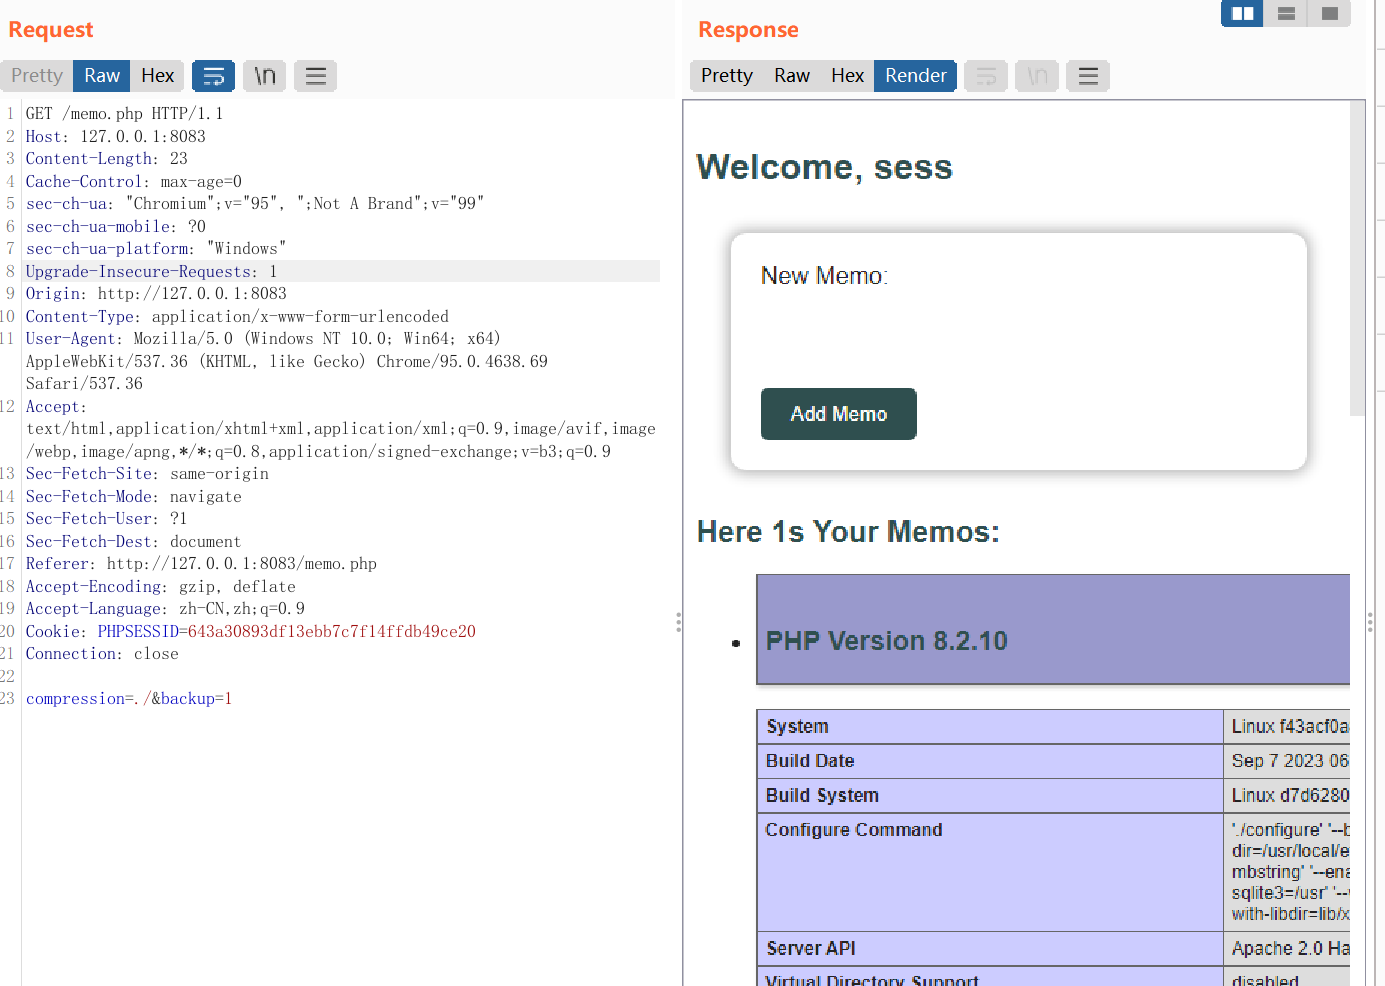 Request
Pretty Raw Hex \n
1 GET /memo.php HTTP/1.1
2 Host: 127.0.0.1:8083
3 Content-Length: 23
4 Cache-Control: max-age=0
5 sec-ch-ua: "Chromium";v="95", ";Not A Brand";v="99"
6 sec-ch-ua-mobile: ?0
7 sec-ch-ua-platform: "Windows"
8 Upgrade-Insecure-Requests: 1
9 Origin: http://127.0.0.1:8083
10 Content-Type: application/x-www-form-urlencoded
11 User-Agent: Mozilla/5.0 (Windows NT 10.0; Win64; x64)
AppleWebKit/537.36 (KHTML, like Gecko) Chrome/95.0.4638.69
Safari/537.36
12 Accept:
text/html,application/xhtml+xml,application/xml;q=0.9,image/avif,image
/webp,image/apng,*/*;q=0.8,application/signed-exchange;v=b3;q=0.9
13 Sec-Fetch-Site: same-origin
14 Sec-Fetch-Mode: navigate
15 Sec-Fetch-User: ?1
16 Sec-Fetch-Dest: document
17 Referer: http://127.0.0.1:8083/memo.php
18 Accept-Encoding: gzip, deflate
19 Accept-Language: zh-CN,zh;q=0.9
20 Cookie: PHPSESSID=643a30893df13ebb7c7f14ffdb49ce20
21 Connection: close
22
23 compression=./&backup=1
Response
Pretty Raw Hex Render \n
Welcome, sess
New Memo:
Add Memo
Here 1s Your Memos:
PHP Version 8.2.10
System Linux f43acf0a
Build Date Sep 7 2023 06
Build System Linux d7d6280
Configure Command './configure' '--b
dir=/usr/local/e
mbstring' '--ena
sqlite3=/usr' '--
with-libdir=lib/x
Server API Apache 2.0 Ha
Virtual Directory Support disabled